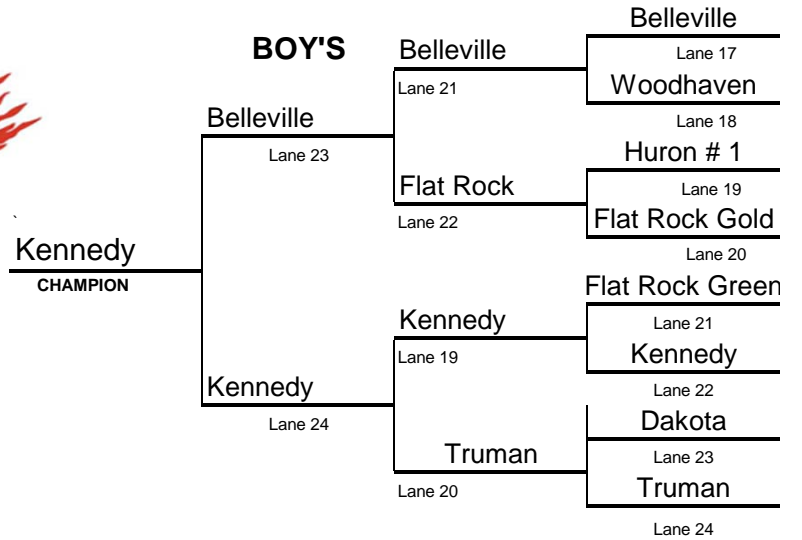 BOY'S
Belleville
Lane 17
Woodhaven
Lane 18
Huron # 1
Lane 19
Flat Rock Gold
Lane 20
Flat Rock Green
Lane 21
Kennedy
Lane 22
Dakota
Lane 23
Truman
Lane 24
Belleville
Lane 21
Flat Rock
Lane 22
Kennedy
Lane 19
Truman
Lane 20
Belleville
Lane 23
Kennedy
Lane 24
`
Kennedy
CHAMPION